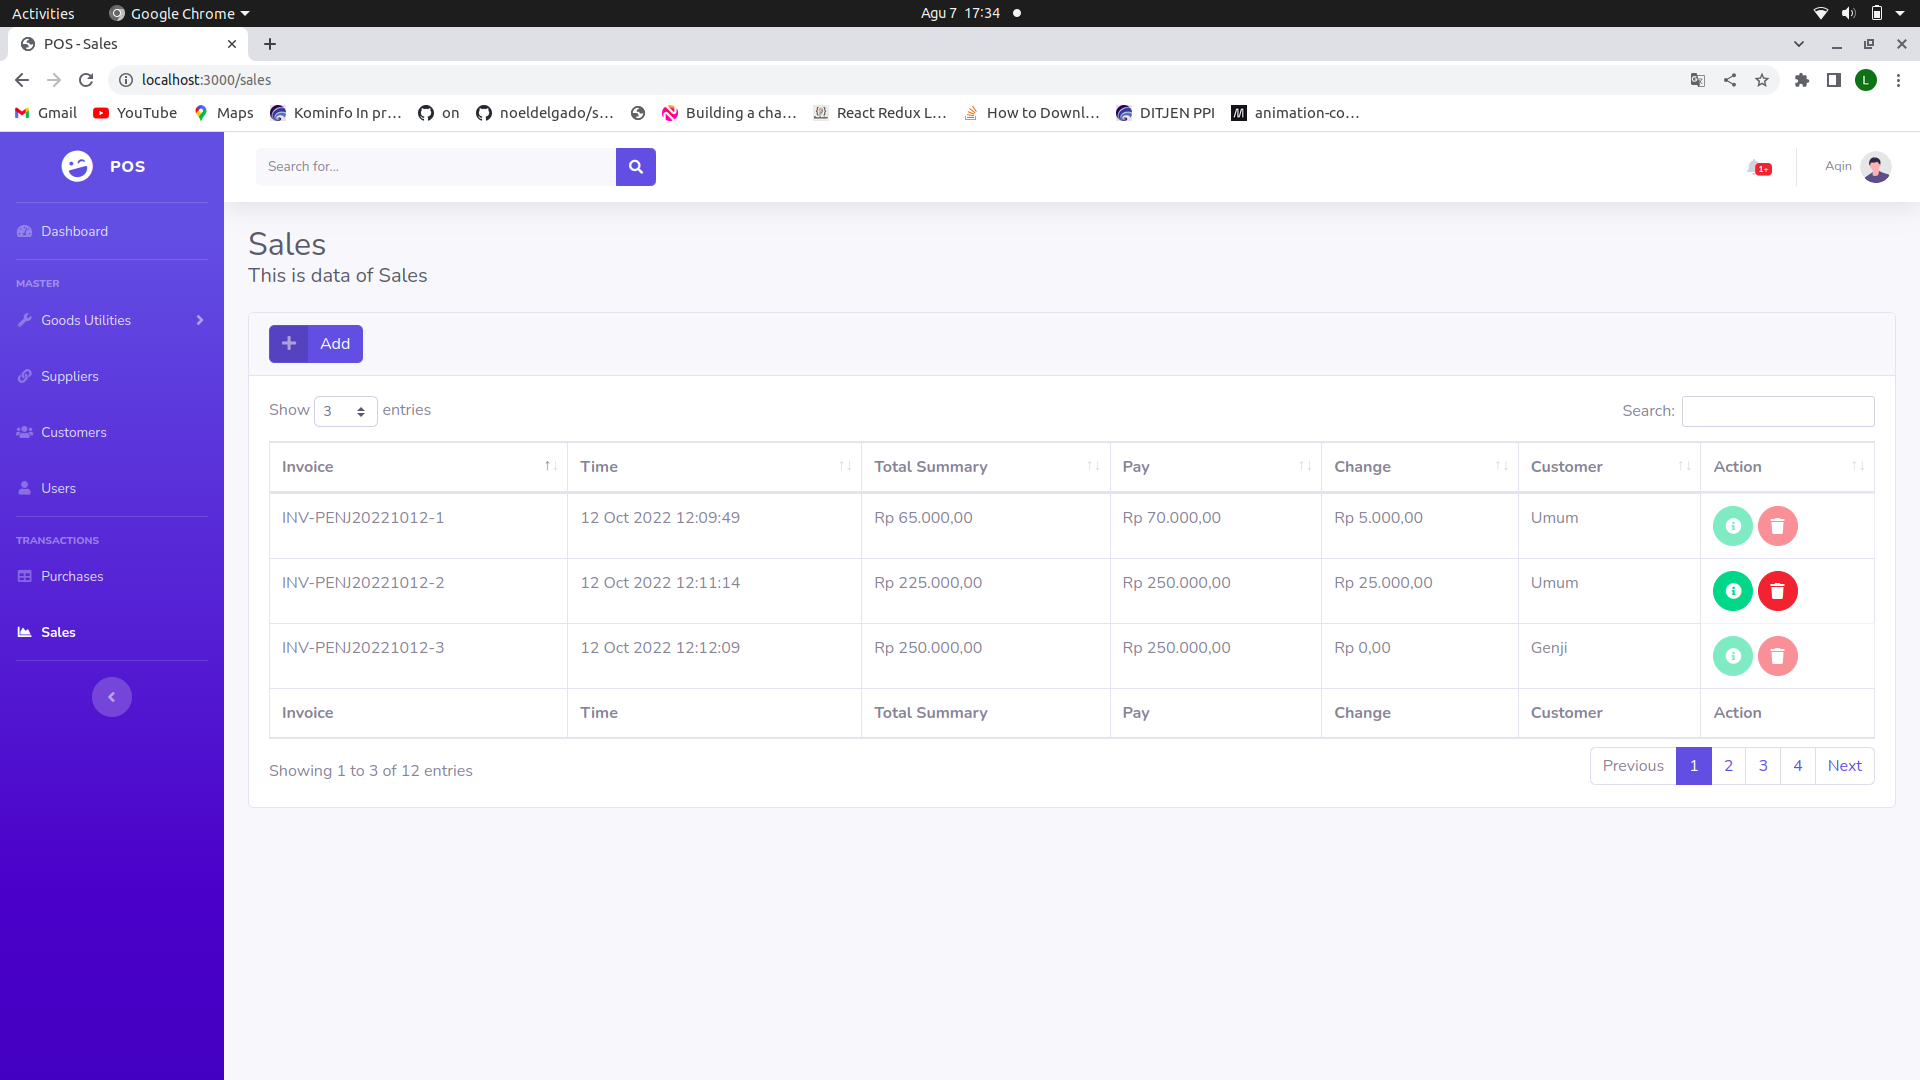 Activities
Google Chrome
Agu 7 17:34
POS - Sales
localhost:3000/sales
Gmail
YouTube
Maps
Kominfo In pr...
on
noeldelgado/s...
Building a cha...
React Redux L...
How to Downl...
DITJEN PPI
animation-co...
POS
Search for...
1+
Aqin
Dashboard
MASTER
Goods Utilities
Suppliers
Customers
Users
TRANSACTIONS
Purchases
Sales
Sales
This is data of Sales
Add
Show 3 entries
Search:
Invoice Time Total Summary Pay Change Customer Action
INV-PENJ20221012-1 12 Oct 2022 12:09:49 Rp 65.000,00 Rp 70.000,00 Rp 5.000,00 Umum
INV-PENJ20221012-2 12 Oct 2022 12:11:14 Rp 225.000,00 Rp 250.000,00 Rp 25.000,00 Umum
INV-PENJ20221012-3 12 Oct 2022 12:12:09 Rp 250.000,00 Rp 250.000,00 Rp 0,00 Genji
Invoice Time Total Summary Pay Change Customer Action
Showing 1 to 3 of 12 entries
Previous 1 2 3 4 Next
L